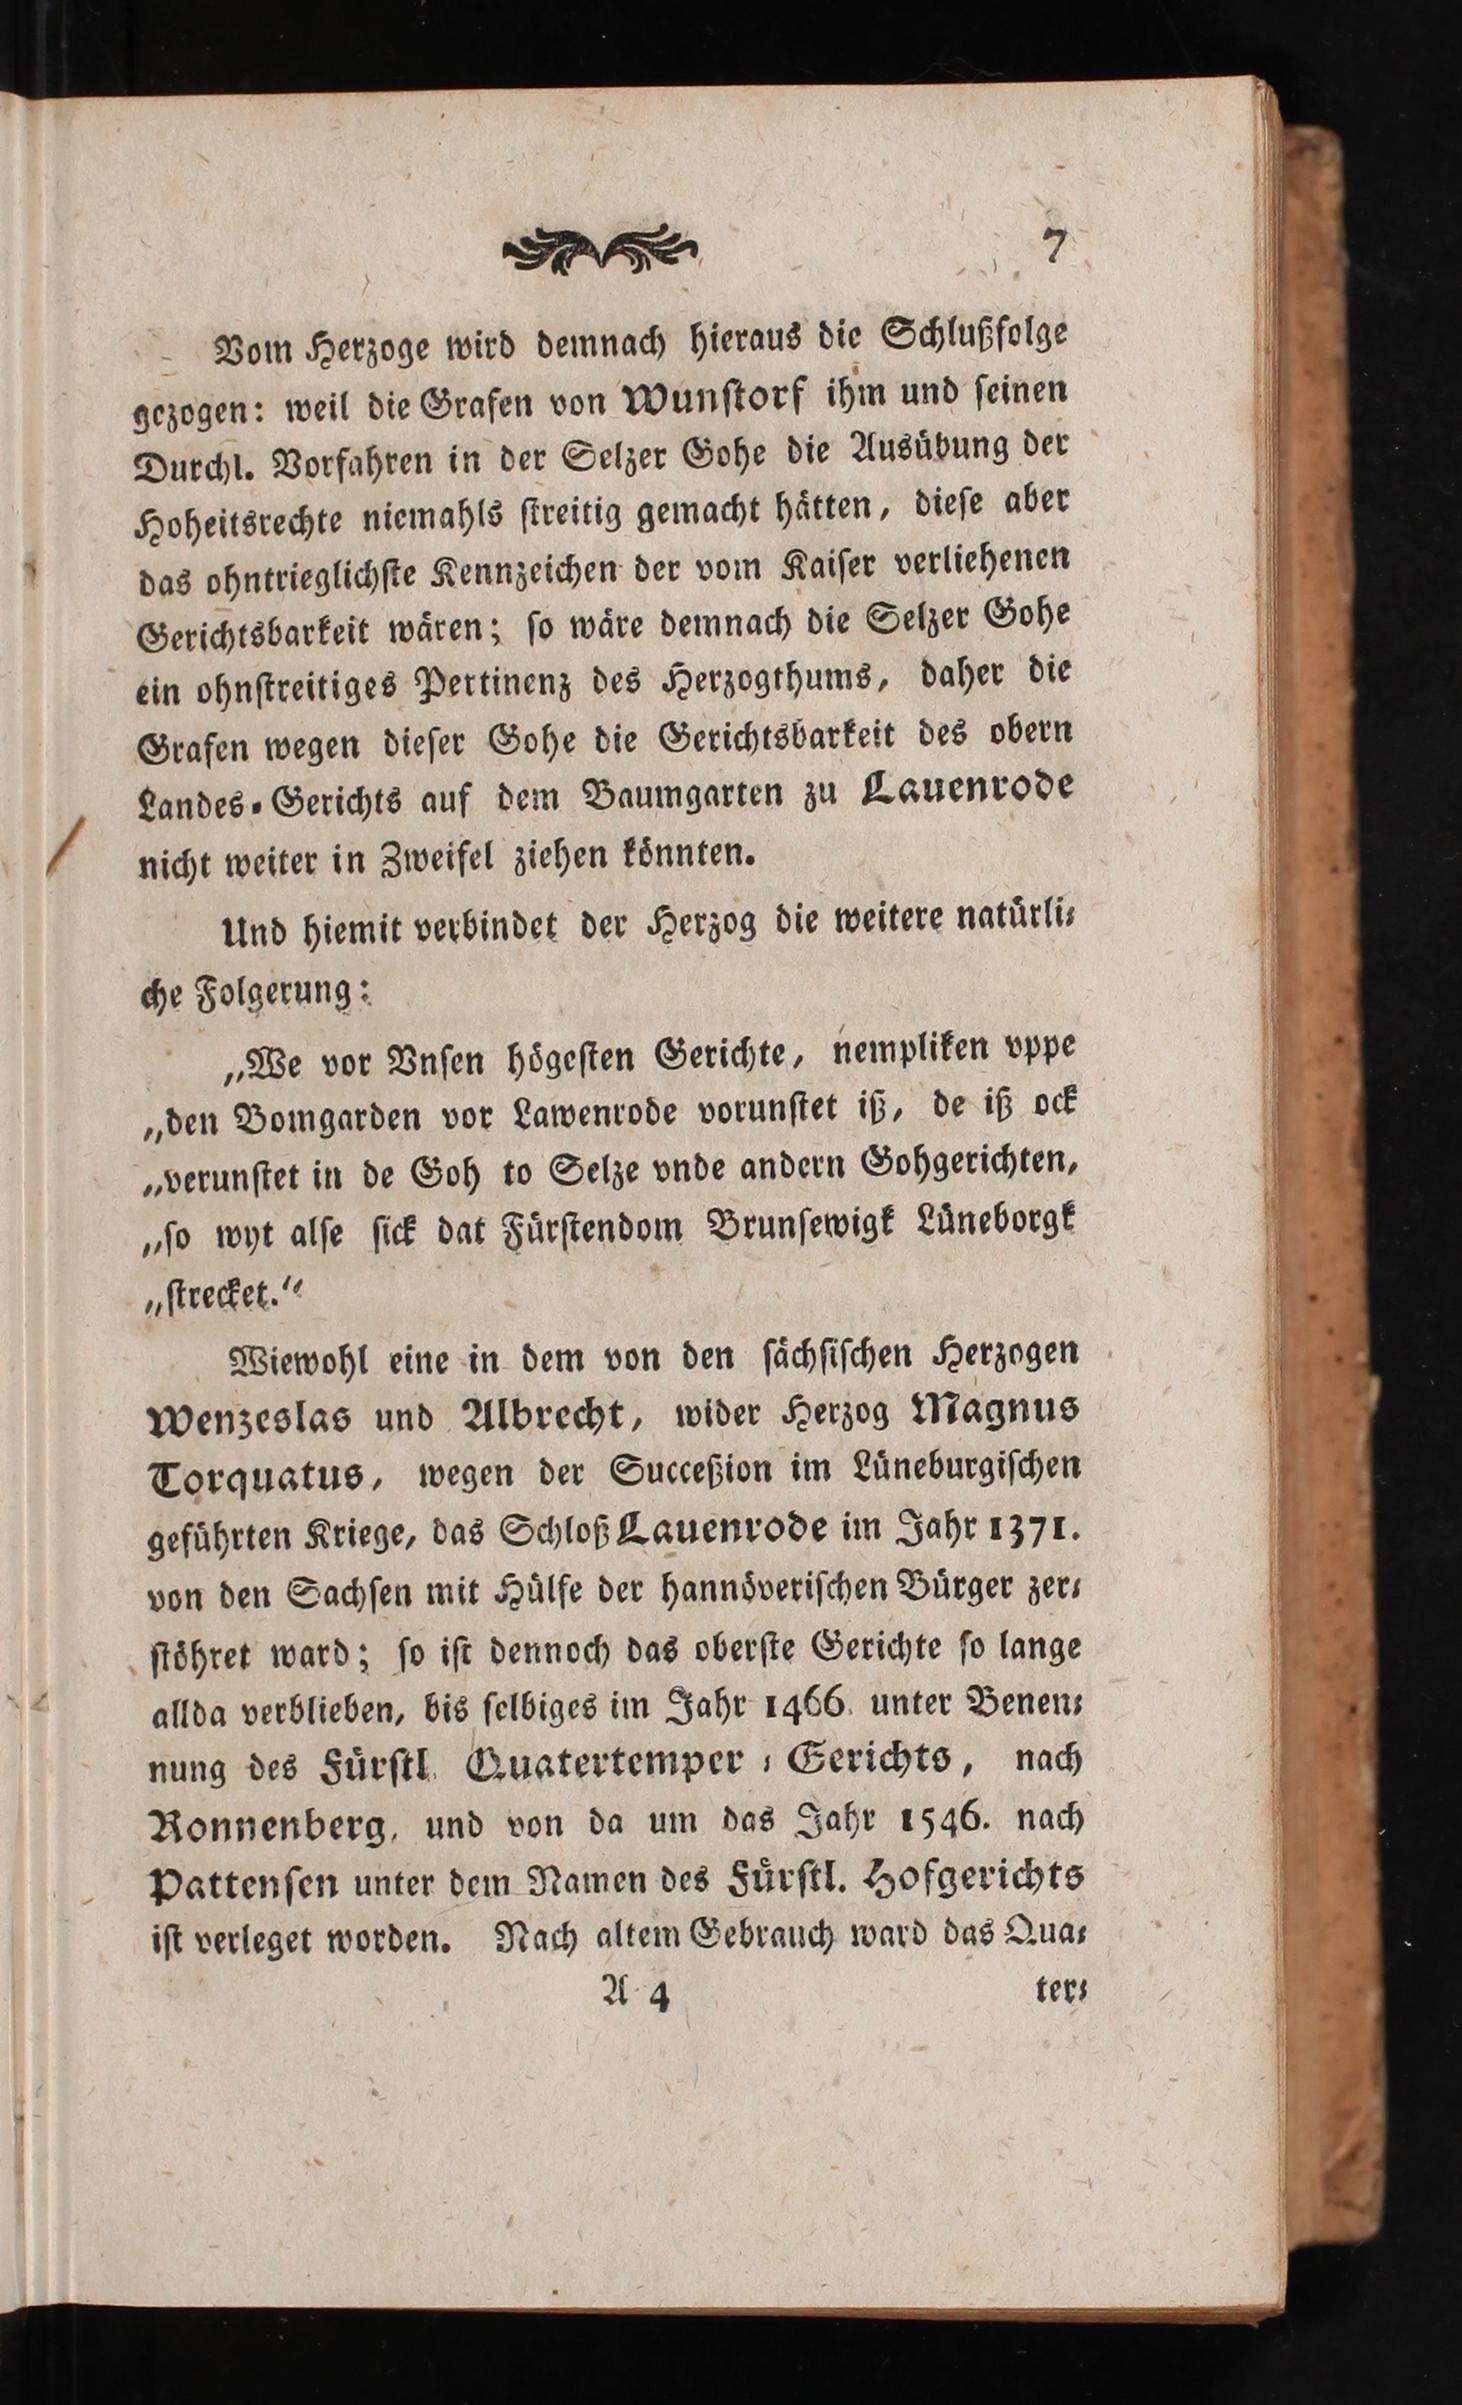 7
Vom Herzoge wird demnach hieraus die Schlußfolge
gezogen: weil die Grafen von Wunſtorf ihm und ſeinen
Durchl. Vorfahren in der Selzer Gohe die Ausübung der
Hoheitsrechte niemahls ſtreitig gemacht hätten, dieſe aber
das ohntrieglichſte Kennzeichen der vom Kaiſer verliehenen
Gerichtsbarkeit wären; ſo wäre demnach die Selzer Gohe
ein ohnſtreitiges Pertinenz des Herzogthums, daher die
Grafen wegen dieſer Gohe die Gerichtsbarkeit des obern
Landes-Gerichts auf dem Baumgarten zu Lauenrode
nicht weiter in Zweifel ziehen könnten.
Und hiemit verbindet der Herzog die weitere natürli-
che Folgerung:
„We vor Vnſen högeſten Gerichte, nempliken vppe
„den Bomgarden vor Lawenrode vorunſtet iß, de iß ock
„verunſtet in de Goh to Selze vnde andern Gohgerichten,
„ſo wyt alſe ſick dat Fürſtendom Brunſewigk Lüneborgk
„ſtrecket.“
Wiewohl eine in dem von den ſächſiſchen Herzogen
Wenzeslas und Albrecht, wider Herzog Magnus
Torquatus, wegen der Succeßion im Lüneburgiſchen
geführten Kriege, das Schloß Lauenrode im Jahr 1371.
von den Sachſen mit Hülfe der hannöveriſchen Bürger zer-
ſtöhret ward; ſo iſt dennoch das oberſte Gerichte ſo lange
allda verblieben, bis ſelbiges im Jahr 1466. unter Benen-
nung des Fürſtl. Quatertemper-Gerichts, nach
Ronnenberg, und von da um das Jahr 1546. nach
Pattenſen unter dem Namen des Fürſtl. Hofgerichts
iſt verleget worden. Nach altem Gebrauch ward das Qua-
A 4 ter-